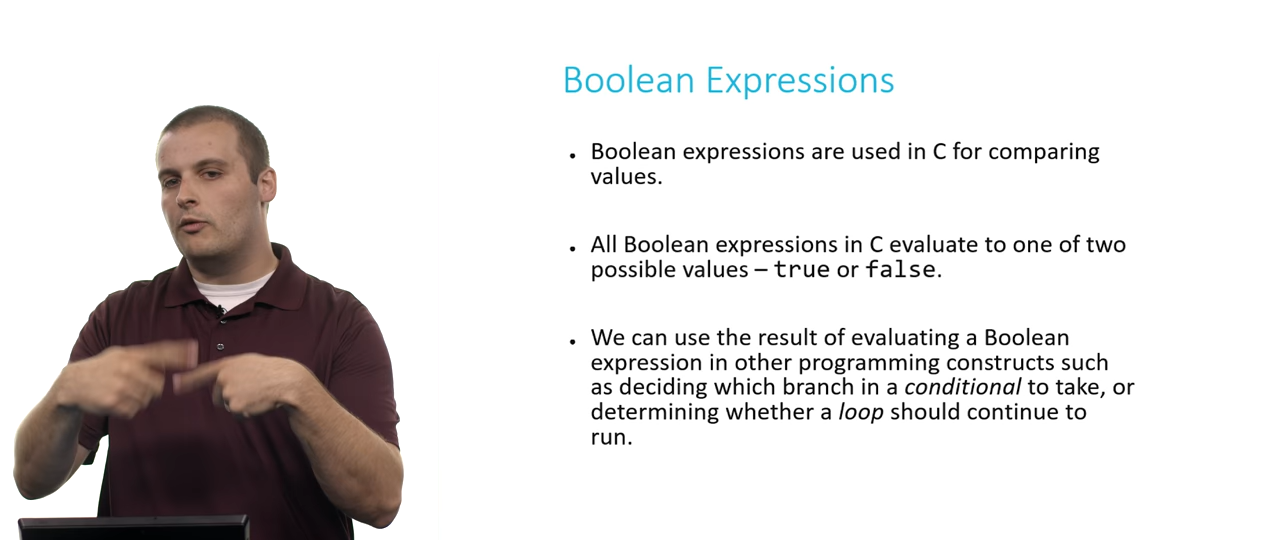 Boolean Expressions
• Boolean expressions are used in C for comparing
values.
• All Boolean expressions in C evaluate to one of two
possible values – true or false.
• We can use the result of evaluating a Boolean
expression in other programming constructs such
as deciding which branch in a conditional to take, or
determining whether a loop should continue to
run.